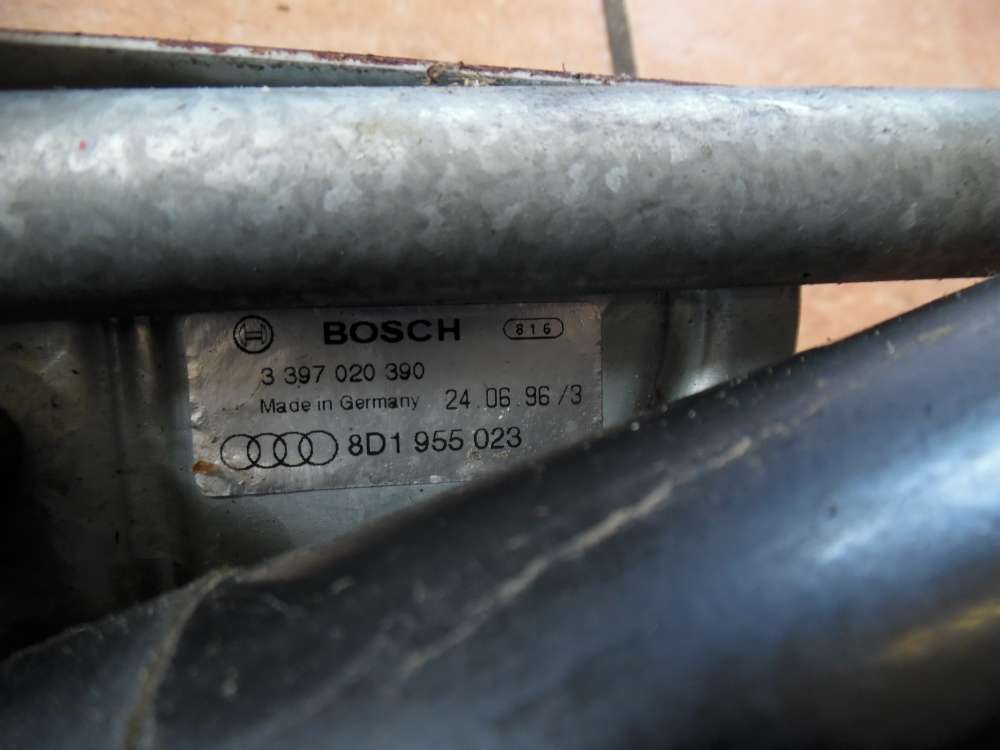 BOSCH 816
3 397 020 390
Made in Germany 24.06.96/3
8D1 955 023